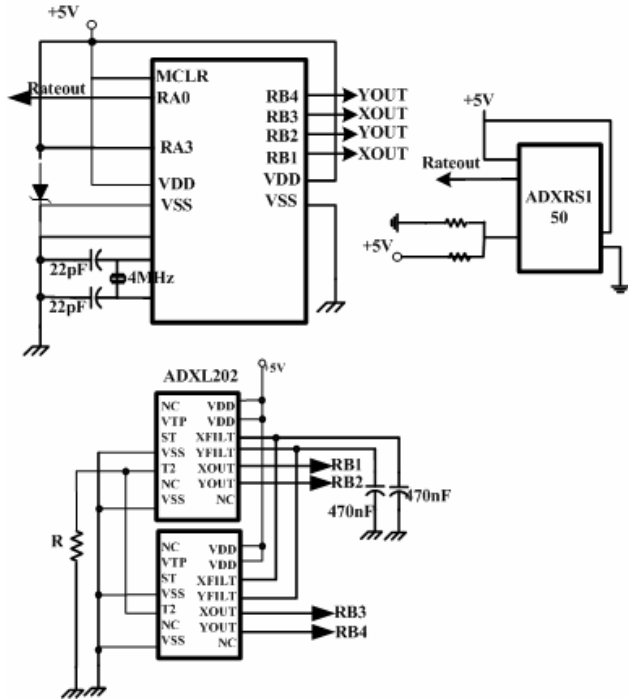 +5V
MCLR
Rateout
RA0
RB4
YOUT
RB3
XOUT
RA3
RB2
YOUT
RB1
XOUT
VDD
VDD
VSS
VSS
22pF
4MHz
22pF
+5V
Rateout
ADXRS1
50
+5V
ADXL202
+5V
NC
VDD
VTP
VDD
ST
XFILT
VSS
YFILT
T2
XOUT
RB1
NC
YOUT
RB2
VSS
NC
470nF
470nF
R
NC
VDD
VTP
VDD
ST
XFILT
VSS
YFILT
T2
XOUT
RB3
NC
YOUT
RB4
VSS
NC